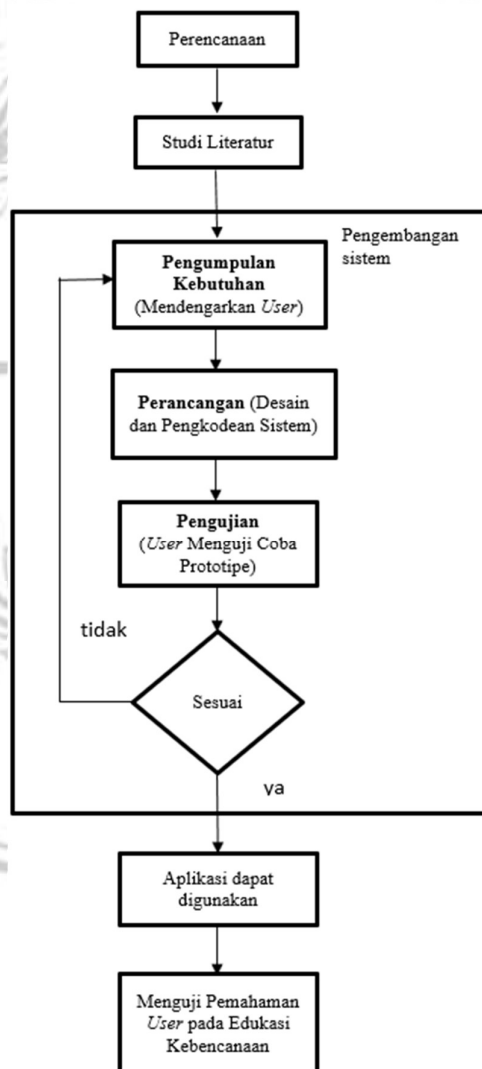 Perencanaan
Studi Literatur
Pengembangan
sistem
Pengumpulan
Kebutuhan
(Mendengarkan User)
Perancangan (Desain
dan Pengkodean Sistem)
Pengujian
(User Menguji Coba
Prototipe)
tidak
Sesuai
ya
Aplikasi dapat
digunakan
Menguji Pemahaman
User pada Edukasi
Kebencanaan